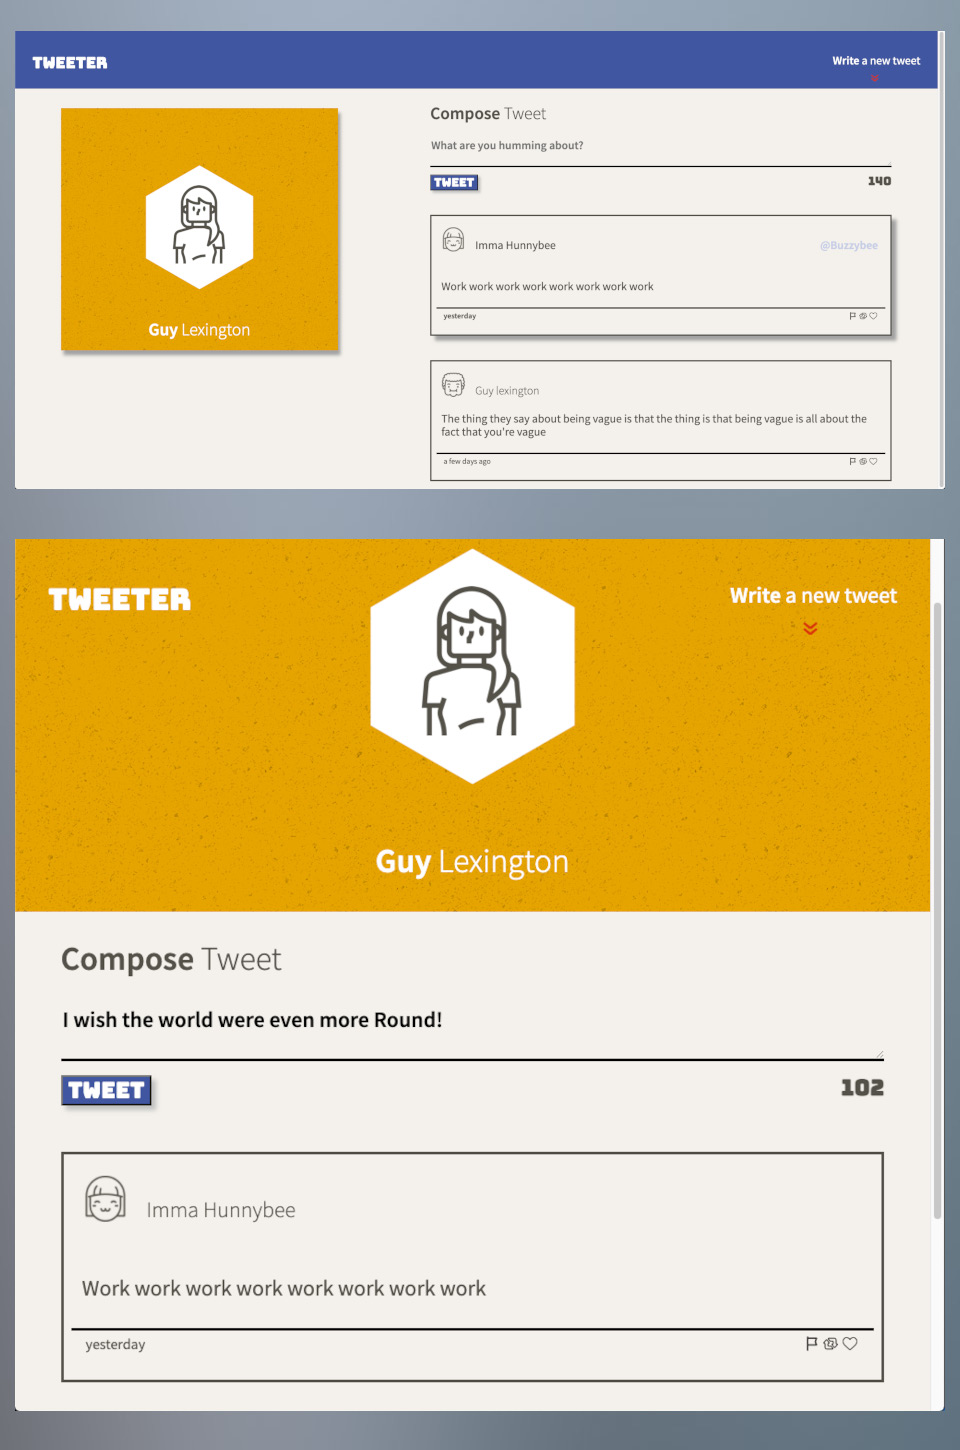 TWEETER
Write a new tweet
Guy Lexington
Compose Tweet
What are you humming about?
TWEET
140
Imma Hunnybee
@Buzzybee
Work work work work work work work work
yesterday
Guy lexington
The thing they say about being vague is that the thing is that being vague is all about the
fact that you're vague
a few days ago
TWEETER
Write a new tweet
Guy Lexington
Compose Tweet
I wish the world were even more Round!
TWEET
102
Imma Hunnybee
Work work work work work work work work
yesterday